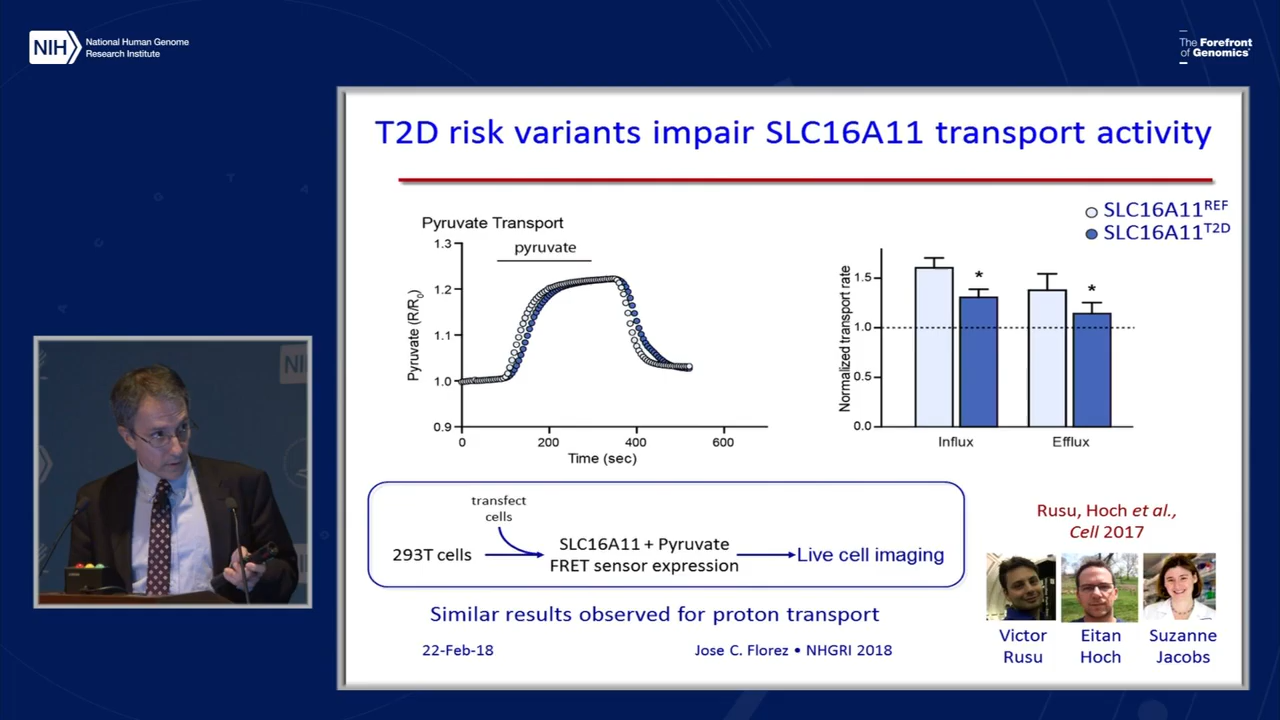 NIH
National Human Genome
Research Institute
The Forefront
of Genomics®
T2D risk variants impair SLC16A11 transport activity
SLC16A11REF
SLC16A11T2D
Pyruvate Transport
pyruvate
1.3
1.2
1.1
1.0
0.9
Pyruvate (R/R0)
0
200
400
600
Time (sec)
Normalized transport rate
1.5
1.0
0.5
0.0
*
*
Influx
Efflux
transfect
cells
293T cells
SLC16A11 + Pyruvate
FRET sensor expression
Live cell imaging
Similar results observed for proton transport
Rusu, Hoch et al.,
Cell 2017
Victor
Rusu
Eitan
Hoch
Suzanne
Jacobs
22-Feb-18
Jose C. Florez • NHGRI 2018
NIH